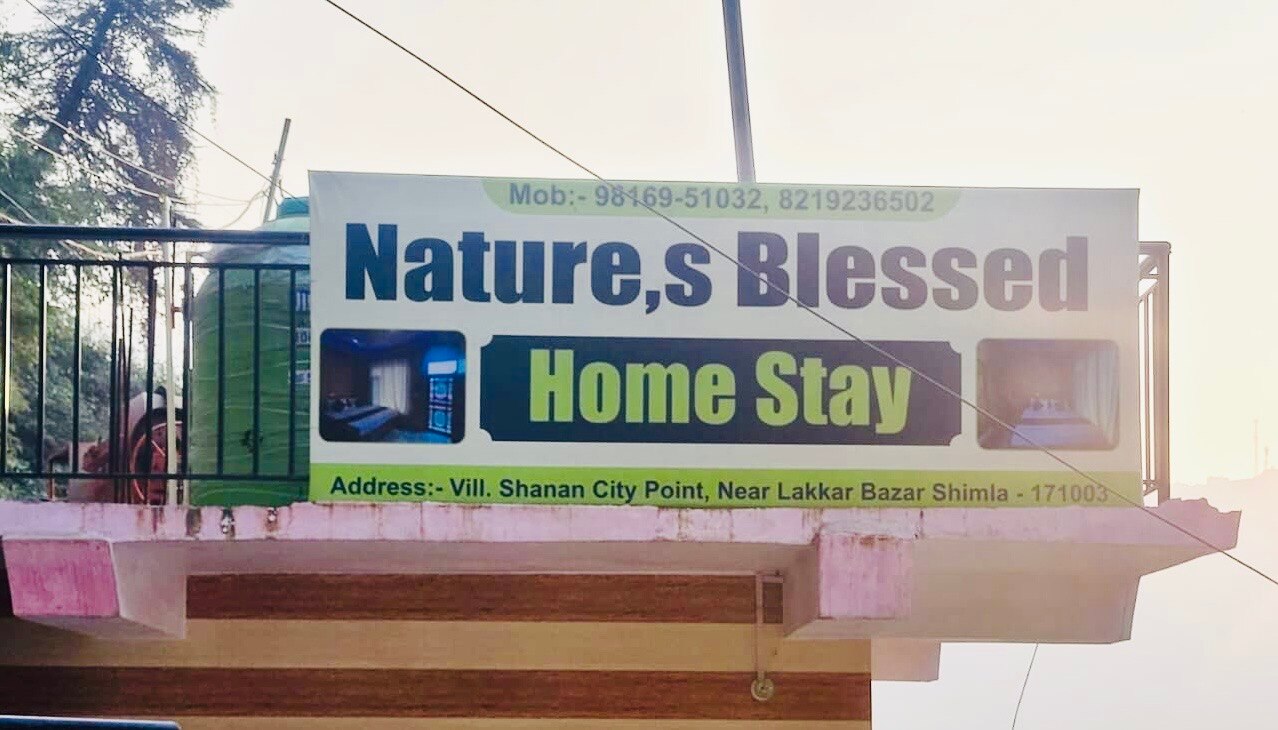 Mob:- 98169-51032, 8219236502
Nature,s Blessed
Home Stay
Address:- Vill. Shanan City Point, Near Lakkar Bazar Shimla - 171003